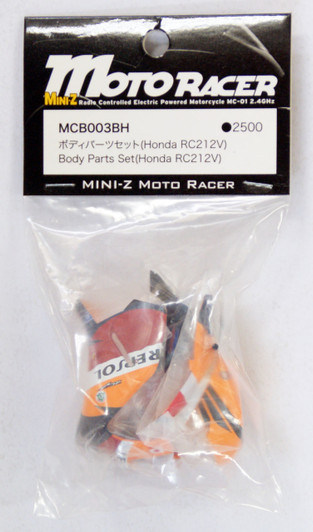 MOTO RACER
MINI-Z Radio Controlled Electric Powered Motorcycle MC-01 2.4GHz
MCB003BH ●2500
ボディパーツセット(Honda RC212V)
Body Parts Set(Honda RC212V)
MINI-Z MOTO RACER
REPSOL